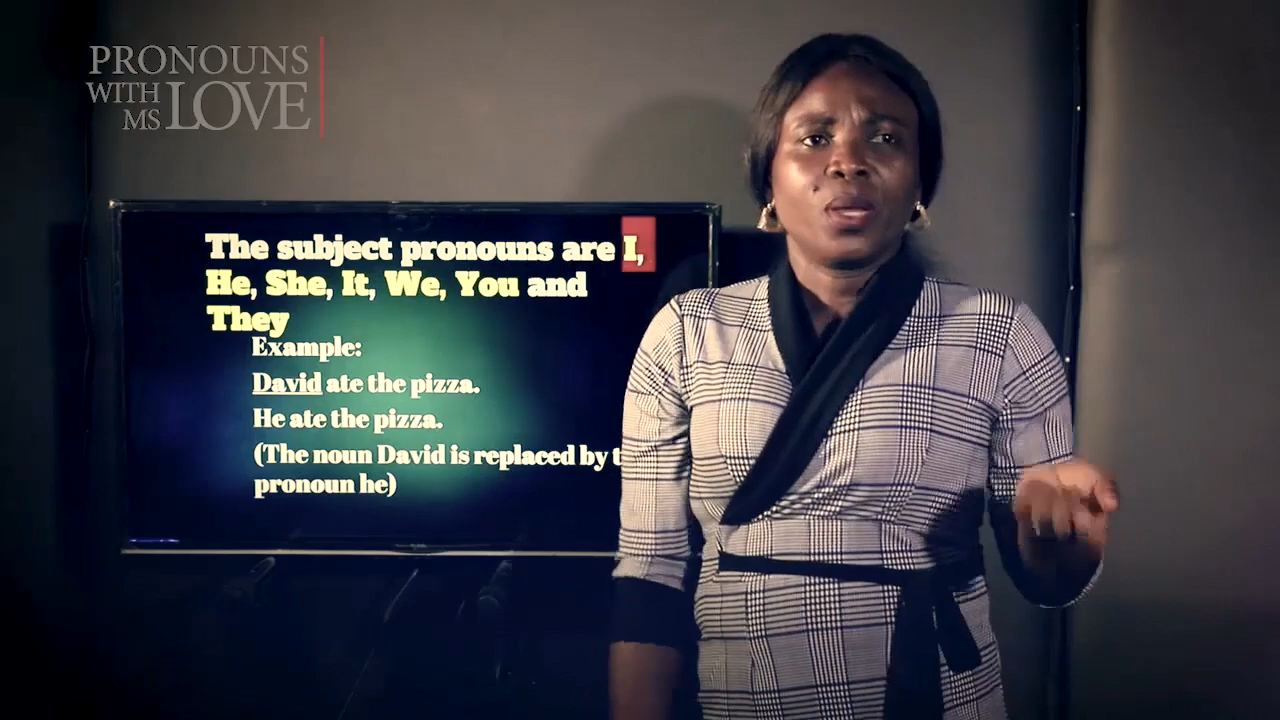 PRONOUNS
WITH
MS LOVE
The subject pronouns are I,
He, She, It, We, You and
They
Example:
David ate the pizza.
He ate the pizza.
(The noun David is replaced by
pronoun he)